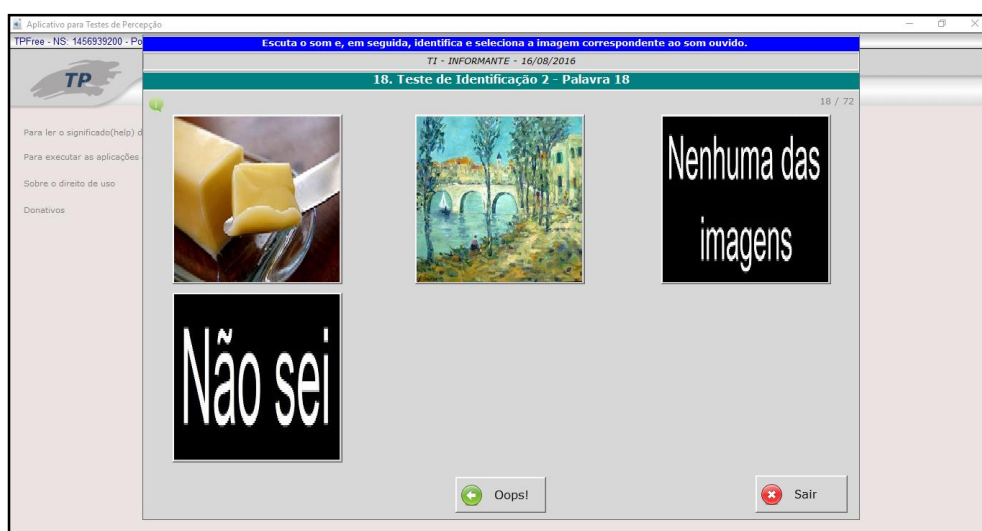 Aplicativo para Testes de Percepção
TPFree - NS: 1456939200 - Po
Escuta o som e, em seguida, identifica e seleciona a imagem correspondente ao som ouvido.
TI - INFORMANTE - 16/08/2016
18. Teste de Identificação 2 - Palavra 18
TP
18 / 72
Para ler o significado(help) d
Para executar as aplicações
Sobre o direito de uso
Donativos
Nenhuma das
imagens
Não sei
Oops!
Sair